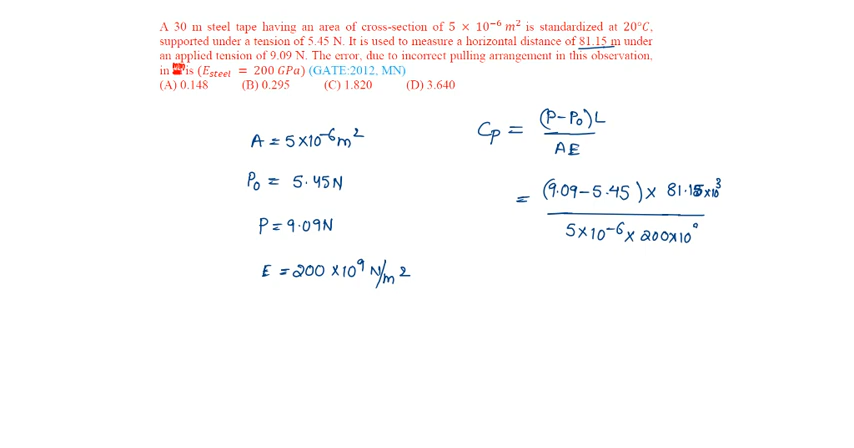 A 30 m steel tape having an area of cross-section of 5 × 10⁻⁶ m² is standardized at 20°C,
supported under a tension of 5.45 N. It is used to measure a horizontal distance of 81.15 m under
an applied tension of 9.09 N. The error, due to incorrect pulling arrangement in this observation,
in is (E_steel = 200 GPa) (GATE:2012, MN)
(A) 0.148 (B) 0.295 (C) 1.820 (D) 3.640
A = 5×10⁻⁶m²
P₀ = 5.45N
P = 9.09N
E = 200 ×10⁹ N/m²
Cₚ = (P-P₀)L
AE
= (9.09-5.45) × 81.15×10³
5×10⁻⁶ × 200×10⁹